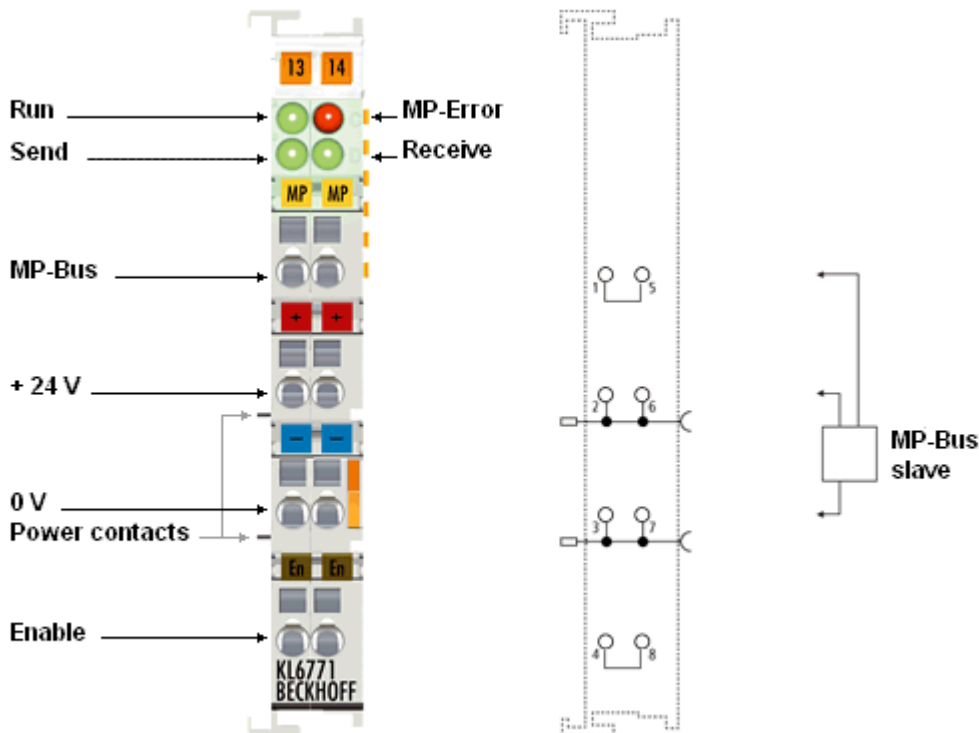 13 14
Run
MP-Error
Send
Receive
MP MP
MP-Bus
1 5
+ +
+ 24 V
2 6
MP-Bus
slave
− −
0 V
3 7
Power contacts
En En
Enable
4 8
KL6771
BECKHOFF